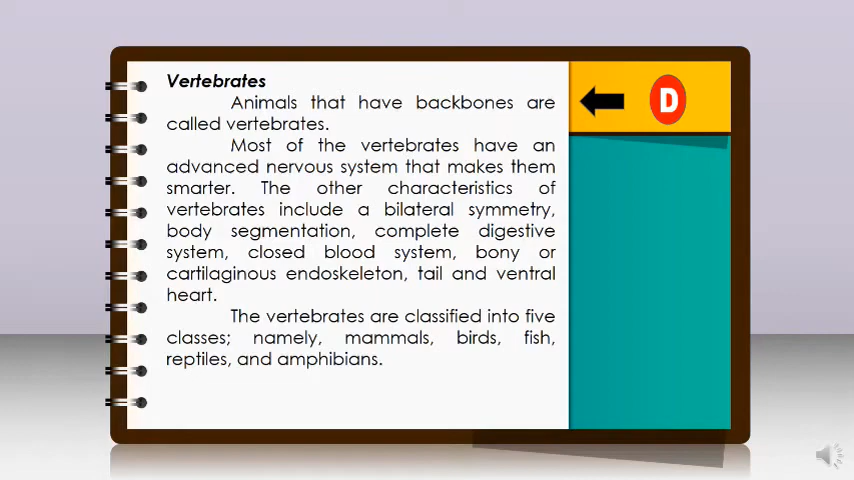 Vertebrates
Animals that have backbones are
called vertebrates.
Most of the vertebrates have an
advanced nervous system that makes them
smarter. The other characteristics of
vertebrates include a bilateral symmetry,
body segmentation, complete digestive
system, closed blood system, bony or
cartilaginous endoskeleton, tail and ventral
heart.
The vertebrates are classified into five
classes; namely, mammals, birds, fish,
reptiles, and amphibians.
D